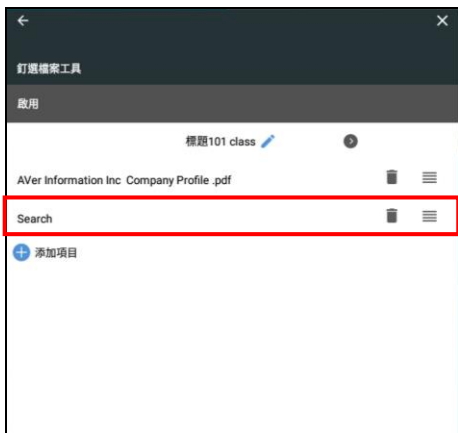 釘選檔案工具
啟用
標題101 class
AVer Information Inc Company Profile .pdf
Search
添加項目